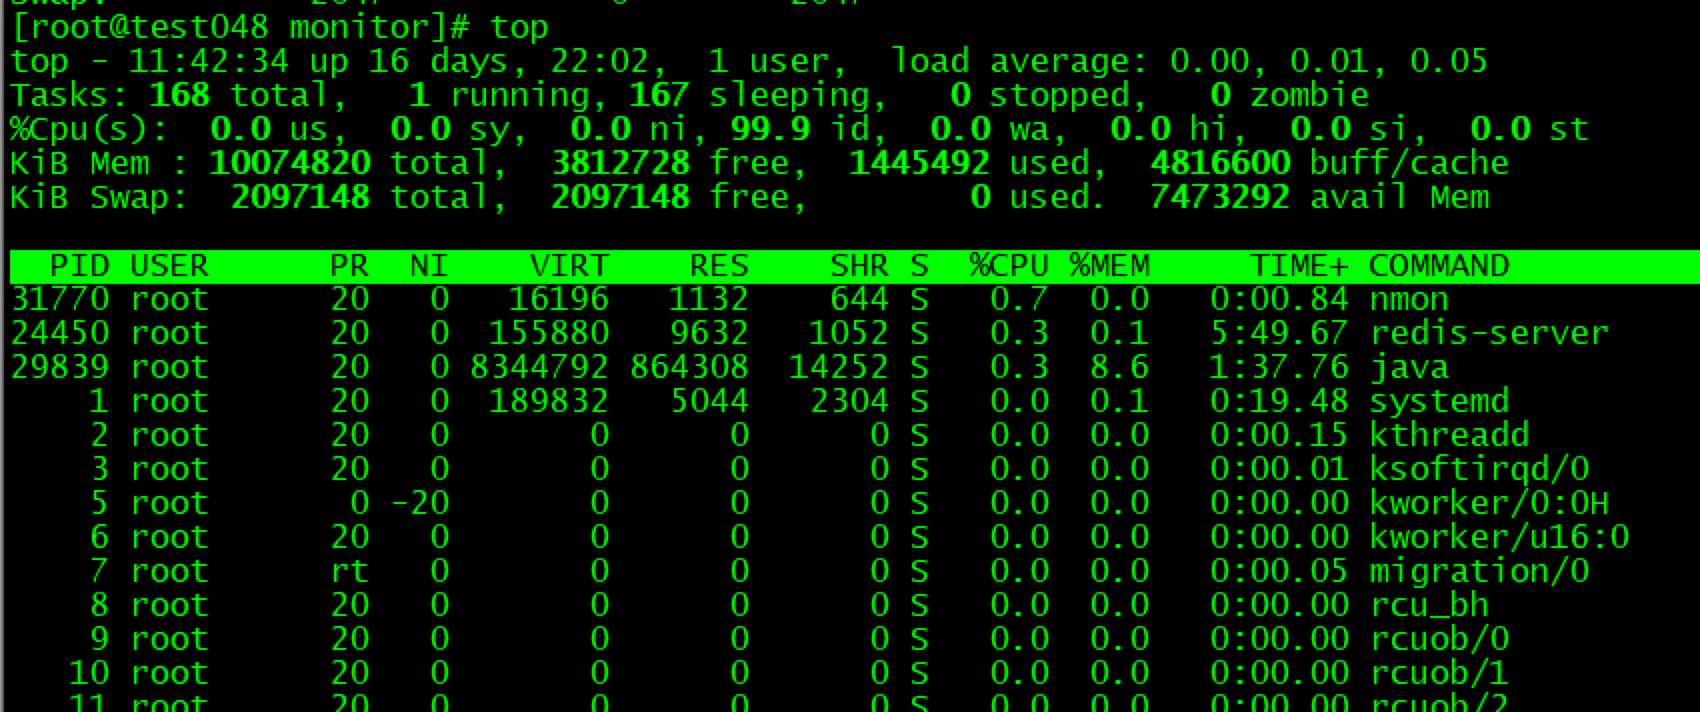 [root@test048 monitor]# top
top - 11:42:34 up 16 days, 22:02,  1 user,  load average: 0.00, 0.01, 0.05
Tasks: 168 total,   1 running, 167 sleeping,   0 stopped,   0 zombie
%Cpu(s):  0.0 us,  0.0 sy,  0.0 ni, 99.9 id,  0.0 wa,  0.0 hi,  0.0 si,  0.0 st
KiB Mem : 10074820 total,  3812728 free,  1445492 used,  4816600 buff/cache
KiB Swap:  2097148 total,  2097148 free,        0 used.  7473292 avail Mem
  PID USER      PR  NI    VIRT    RES    SHR S  %CPU %MEM     TIME+ COMMAND
31770 root      20   0   16196   1132    644 S   0.7  0.0   0:00.84 nmon
24450 root      20   0  155880   9632   1052 S   0.3  0.1   5:49.67 redis-server
29839 root      20   0 8344792 864308  14252 S   0.3  8.6   1:37.76 java
    1 root      20   0  189832   5044   2304 S   0.0  0.1   0:19.48 systemd
    2 root      20   0       0      0      0 S   0.0  0.0   0:00.15 kthreadd
    3 root      20   0       0      0      0 S   0.0  0.0   0:00.01 ksoftirqd/0
    5 root       0 -20       0      0      0 S   0.0  0.0   0:00.00 kworker/0:0H
    6 root      20   0       0      0      0 S   0.0  0.0   0:00.00 kworker/u16:0
    7 root      rt   0       0      0      0 S   0.0  0.0   0:00.05 migration/0
    8 root      20   0       0      0      0 S   0.0  0.0   0:00.00 rcu_bh
    9 root      20   0       0      0      0 S   0.0  0.0   0:00.00 rcuob/0
   10 root      20   0       0      0      0 S   0.0  0.0   0:00.00 rcuob/1
   11 root      20   0       0      0      0 S   0.0  0.0   0:00.00 rcuob/2